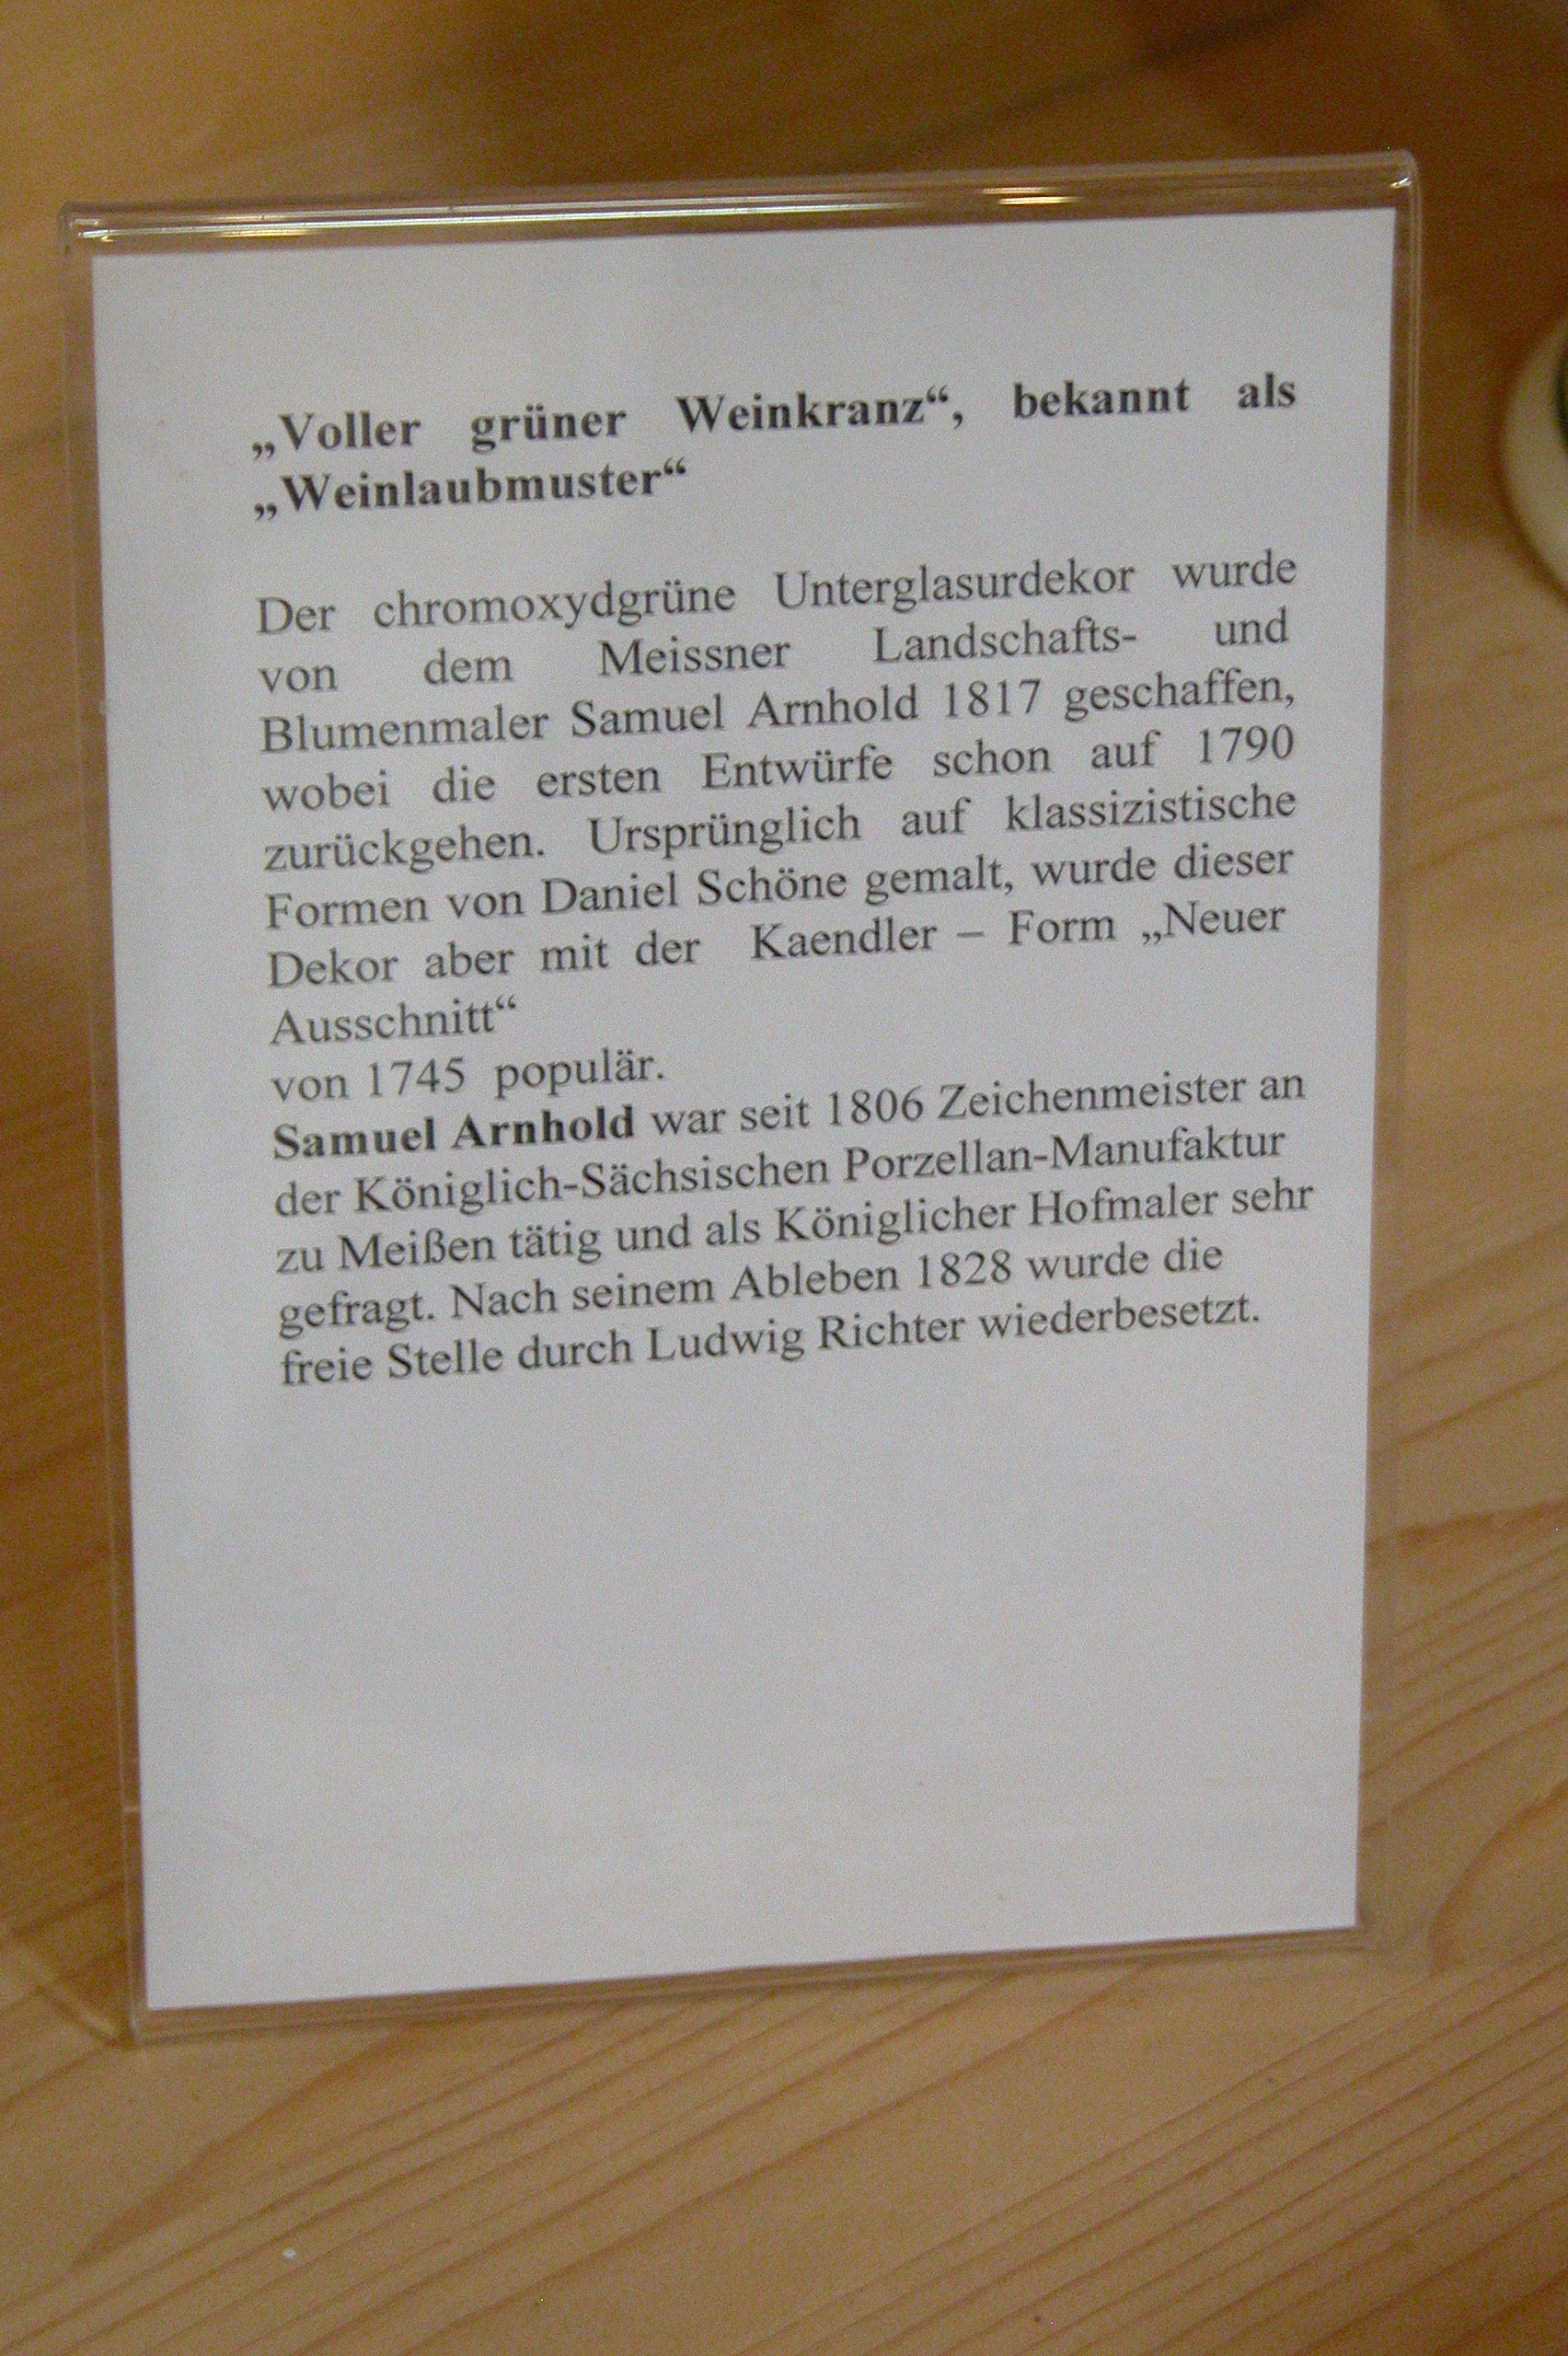 „Voller grüner Weinkranz“, bekannt als
„Weinlaubmuster“
Der chromoxydgrüne Unterglasurdekor wurde
von dem Meissner Landschafts- und
Blumenmaler Samuel Arnhold 1817 geschaffen,
wobei die ersten Entwürfe schon auf 1790
zurückgehen. Ursprünglich auf klassizistische
Formen von Daniel Schöne gemalt, wurde dieser
Dekor aber mit der Kaendler – Form „Neuer
Ausschnitt“
von 1745 populär.
Samuel Arnhold war seit 1806 Zeichenmeister an
der Königlich-Sächsischen Porzellan-Manufaktur
zu Meißen tätig und als Königlicher Hofmaler sehr
gefragt. Nach seinem Ableben 1828 wurde die
freie Stelle durch Ludwig Richter wiederbesetzt.